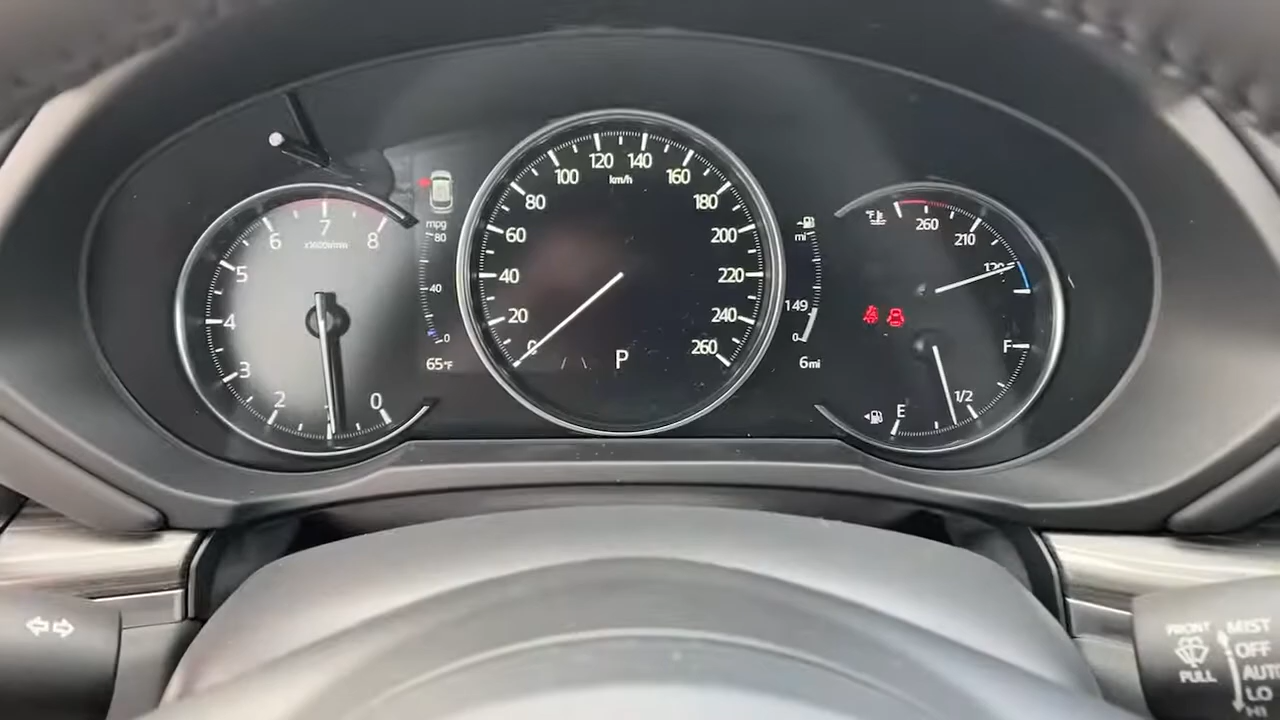 0
2
3
4
5
6
7
8
x1000r/min
mpg
80
40
0
65°F
0
20
40
60
80
100
120
140
160
180
200
220
240
260
km/h
P
mi
149
0
6mi
°F
260
210
120
F
1/2
E
FRONT
PULL
MIST
OFF
AUTO
LO
HI